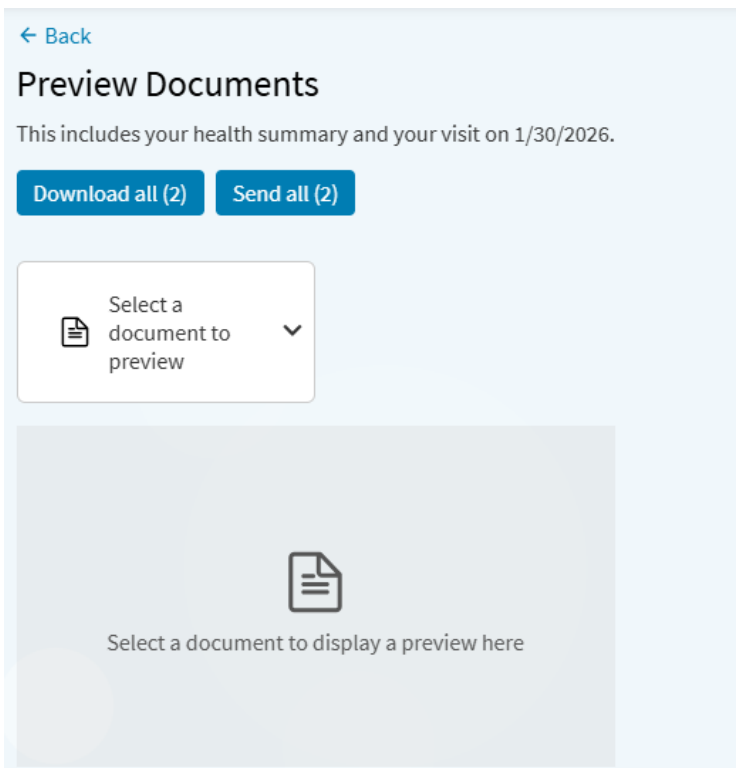 ← Back
Preview Documents
This includes your health summary and your visit on 1/30/2026.
Download all (2) Send all (2)
Select a
document to
preview
Select a document to display a preview here